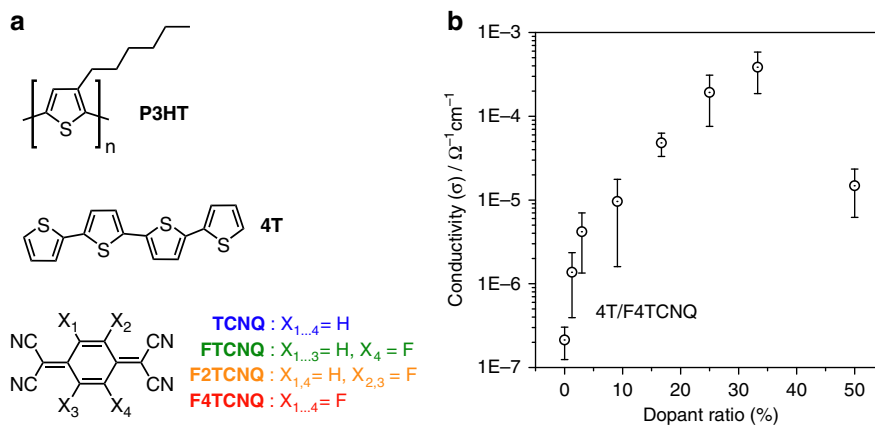 a
[ ]n
S
P3HT
S S S S
4T
X1 X2
NC CN
NC CN
X3 X4
TCNQ : X1...4= H
FTCNQ : X1...3= H, X4 = F
F2TCNQ : X1,4= H, X2,3 = F
F4TCNQ : X1...4= F
b
Conductivity (σ) / Ω−1cm−1
1E−3
1E−4
1E−5
1E−6
1E−7
4T/F4TCNQ
0 10 20 30 40 50
Dopant ratio (%)